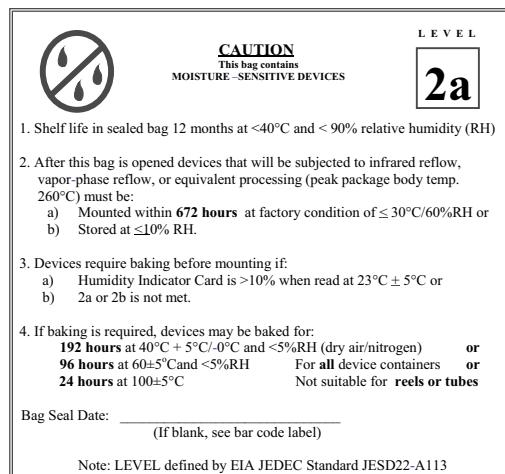 LEVEL
CAUTION
This bag contains
MOISTURE –SENSITIVE DEVICES
2a
1. Shelf life in sealed bag 12 months at <40°C and < 90% relative humidity (RH)
2. After this bag is opened devices that will be subjected to infrared reflow,
vapor-phase reflow, or equivalent processing (peak package body temp.
260°C) must be:
a) Mounted within 672 hours at factory condition of ≤ 30°C/60%RH or
b) Stored at ≤10% RH.
3. Devices require baking before mounting if:
a) Humidity Indicator Card is >10% when read at 23°C ± 5°C or
b) 2a or 2b is not met.
4. If baking is required, devices may be baked for:
192 hours at 40°C + 5°C/-0°C and <5%RH (dry air/nitrogen) or
96 hours at 60±5°Cand <5%RH For all device containers or
24 hours at 100±5°C Not suitable for reels or tubes
Bag Seal Date: ______________________________
(If blank, see bar code label)
Note: LEVEL defined by EIA JEDEC Standard JESD22-A113